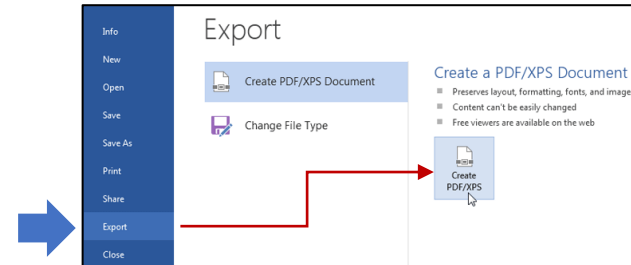 Info
New
Open
Save
Save As
Print
Share
Export
Close
Export
Create PDF/XPS Document
Change File Type
Create a PDF/XPS Document
Preserves layout, formatting, fonts, and image
Content can't be easily changed
Free viewers are available on the web
Create
PDF/XPS